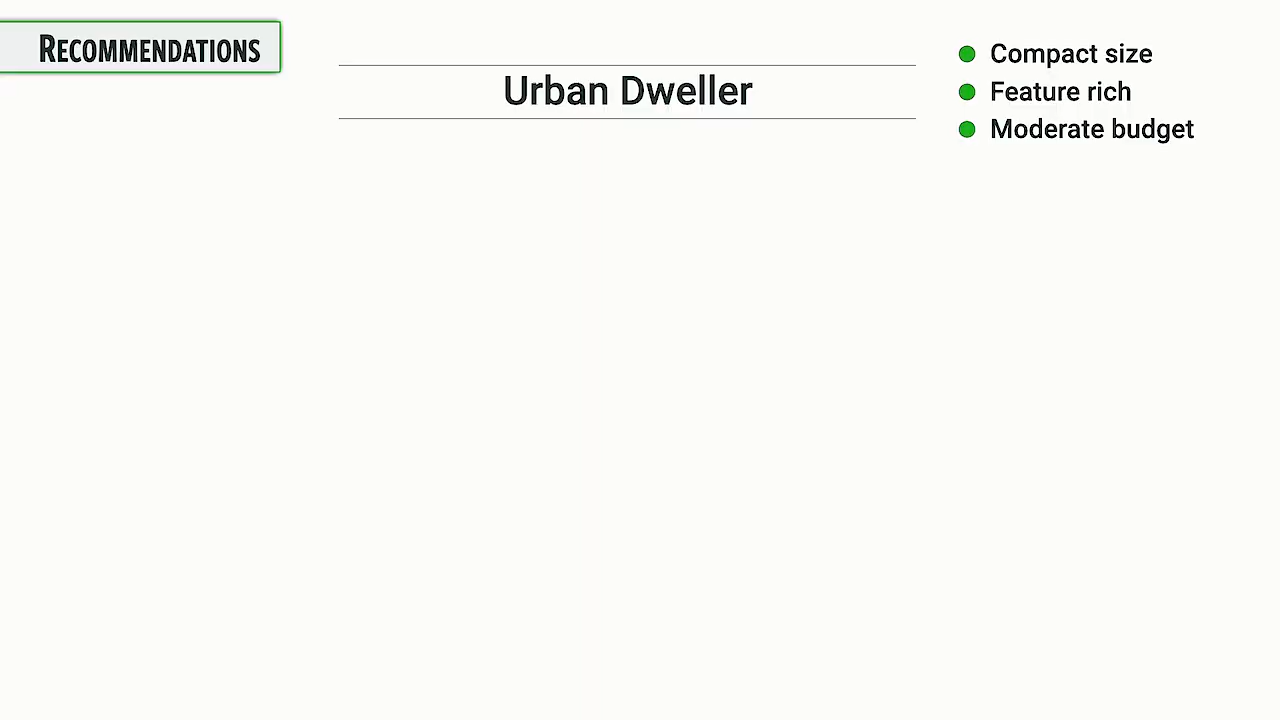 RECOMMENDATIONS
Urban Dweller
Compact size
Feature rich
Moderate budget